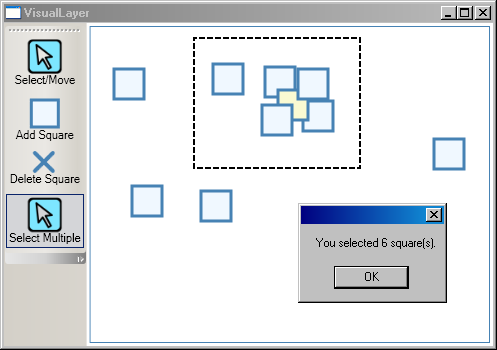 VisualLayer
Select/Move
Add Square
Delete Square
Select Multiple
You selected 6 square(s).
OK